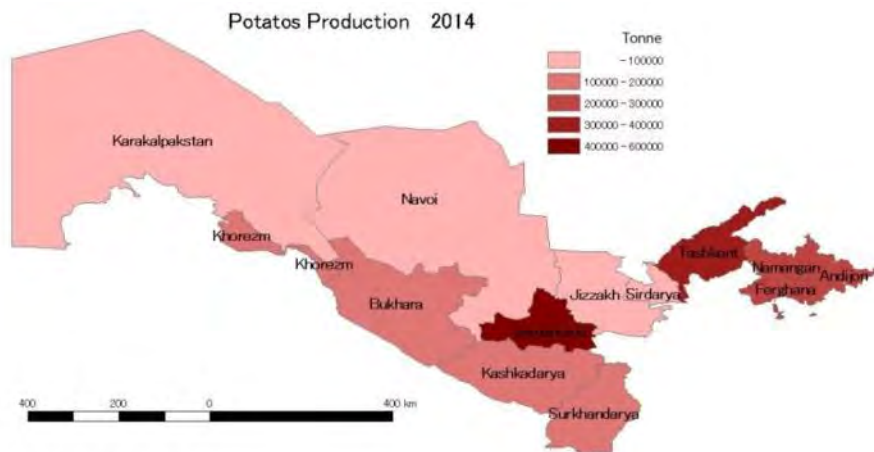 Potatos Production 2014
Tonne
-100000
100000-200000
200000-300000
300000-400000
400000-600000
Karakalpakstan
Navoi
Khorezm
Khorezm
Bukhara
Tashkent
Namangan
Andijon
Ferghana
Jizzakh
Sirdarya
Kashkadarya
Surkhandarya
400 200 0 400 km